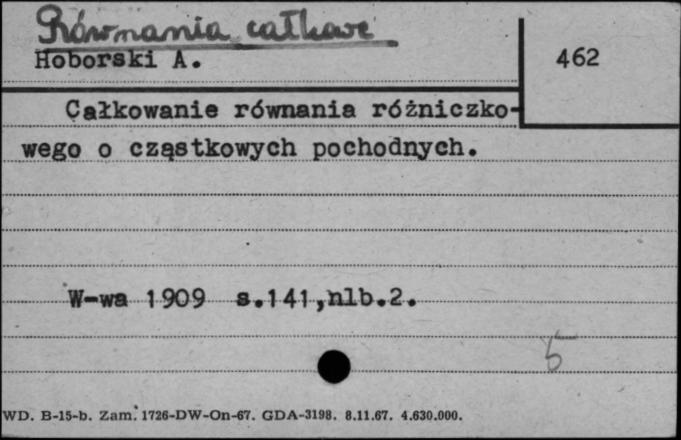 Równania całkowe
Hoborski A.
462
Całkowanie równania różniczko-
wego o cząstkowych pochodnych.
W-wa 1909 s.141,nlb.2.
5
WD. B-15-b. Zam. 1726-DW-On-67. GDA-3198. 8.11.67. 4.630.000.